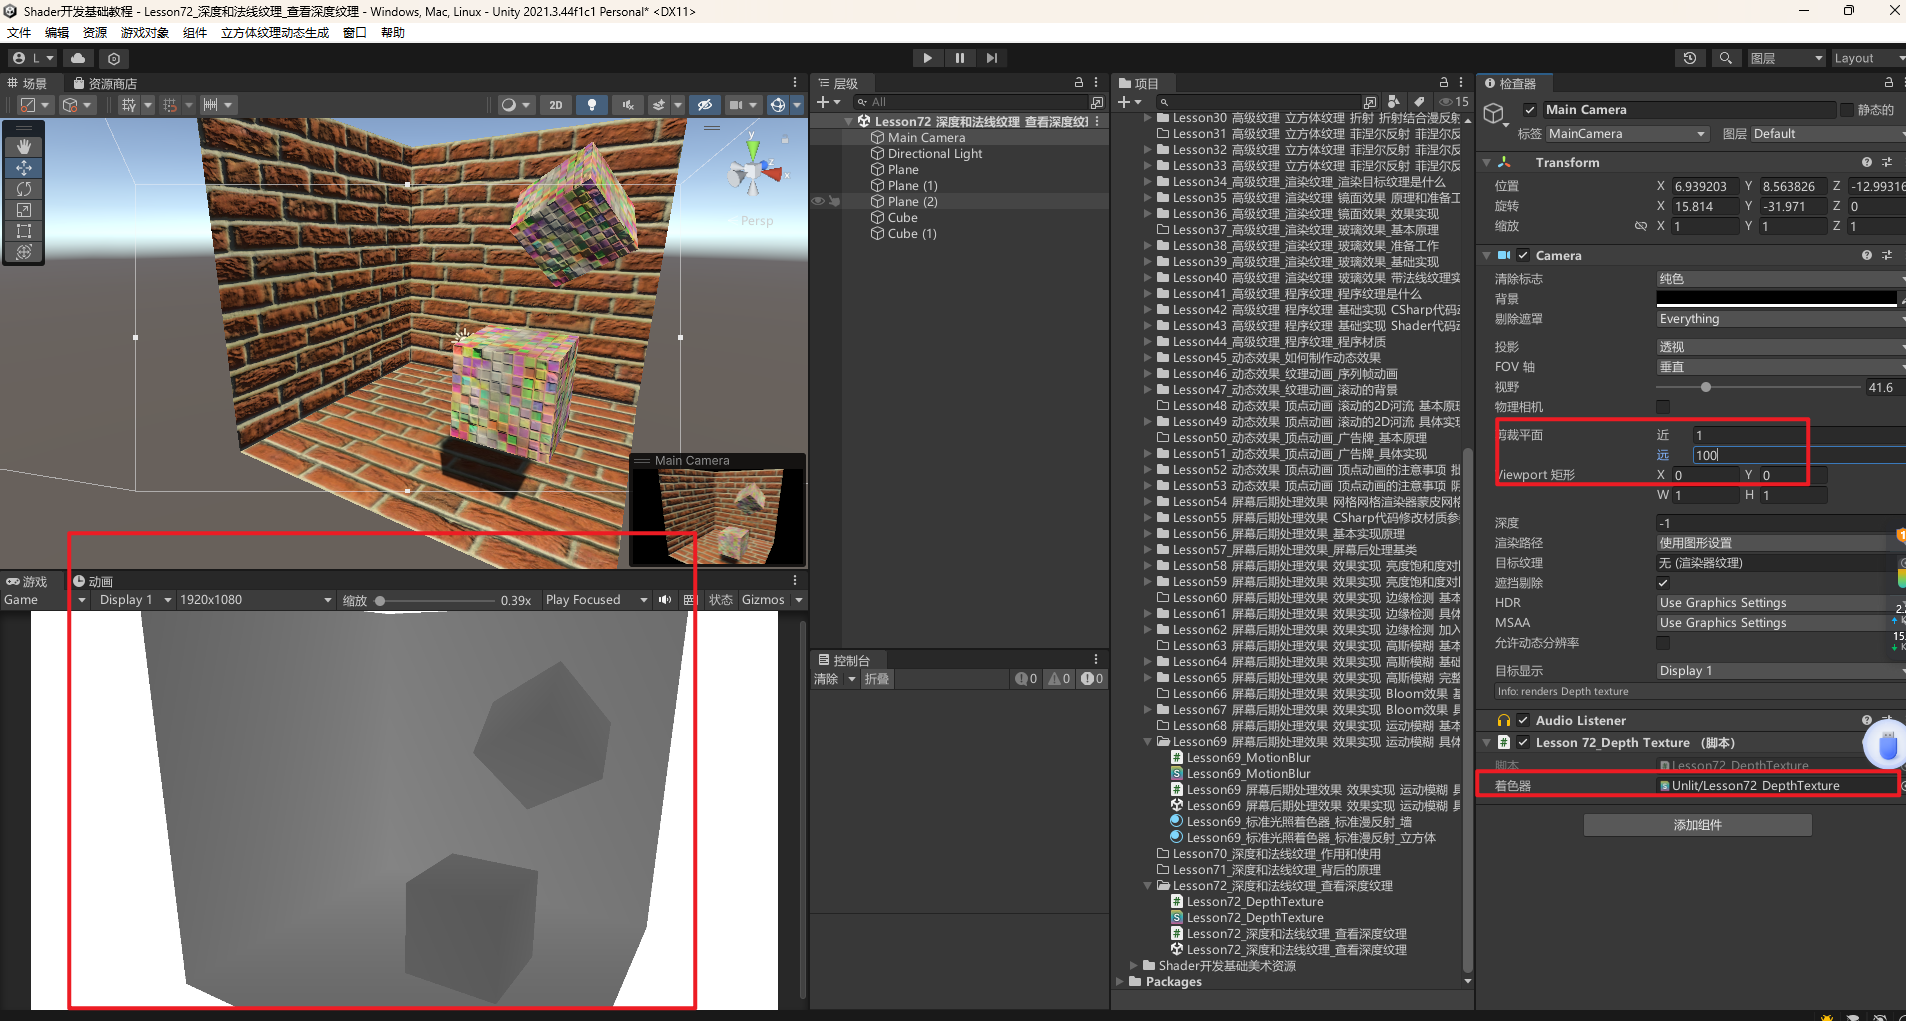 Shader开发基础教程 - Lesson72_深度和法线纹理_查看深度纹理 - Windows, Mac, Linux - Unity 2021.3.44f1c1 Personal* <DX11>
文件 编辑 资源 游戏对象 组件 立方体纹理动态生成 窗口 帮助
L
图层
Layout
场景
资源商店
2D
y
z
x
Persp
Main Camera
游戏
动画
Game
Display 1
1920x1080
缩放
0.39x
Play Focused
状态
Gizmos
层级
All
Lesson72_深度和法线纹理_查看深度纹
Main Camera
Directional Light
Plane
Plane (1)
Plane (2)
Cube
Cube (1)
控制台
清除
折叠
0
0
0
项目
15
Lesson30_高级纹理_立方体纹理_折射_折射结合漫反射
Lesson31_高级纹理_立方体纹理_菲涅尔反射_菲涅尔反
Lesson32_高级纹理_立方体纹理_菲涅尔反射_菲涅尔反
Lesson33_高级纹理_立方体纹理_菲涅尔反射_菲涅尔反
Lesson34_高级纹理_渲染纹理_渲染目标纹理是什么
Lesson35_高级纹理_渲染纹理_镜面效果_原理和准备工
Lesson36_高级纹理_渲染纹理_镜面效果_效果实现
Lesson37_高级纹理_渲染纹理_玻璃效果_基本原理
Lesson38_高级纹理_渲染纹理_玻璃效果_准备工作
Lesson39_高级纹理_渲染纹理_玻璃效果_基础实现
Lesson40_高级纹理_渲染纹理_玻璃效果_带法线纹理实
Lesson41_高级纹理_程序纹理_程序纹理是什么
Lesson42_高级纹理_程序纹理_基础实现_CSharp代码动
Lesson43_高级纹理_程序纹理_基础实现_Shader代码动
Lesson44_高级纹理_程序纹理_程序材质
Lesson45_动态效果_如何制作动态效果
Lesson46_动态效果_纹理动画_序列帧动画
Lesson47_动态效果_纹理动画_滚动的背景
Lesson48_动态效果_顶点动画_滚动的2D河流_基本原理
Lesson49_动态效果_顶点动画_滚动的2D河流_具体实现
Lesson50_动态效果_顶点动画_广告牌_基本原理
Lesson51_动态效果_顶点动画_广告牌_具体实现
Lesson52_动态效果_顶点动画_顶点动画的注意事项_批
Lesson53_动态效果_顶点动画_顶点动画的注意事项_阴
Lesson54_屏幕后期处理效果_网格网格渲染器蒙皮网格
Lesson55_屏幕后期处理效果_CSharp代码修改材质参
Lesson56_屏幕后期处理效果_基本实现原理
Lesson57_屏幕后期处理效果_屏幕后处理基类
Lesson58_屏幕后期处理效果_效果实现_亮度饱和度对比
Lesson59_屏幕后期处理效果_效果实现_亮度饱和度对比
Lesson60_屏幕后期处理效果_效果实现_边缘检测_基本
Lesson61_屏幕后期处理效果_效果实现_边缘检测_具体
Lesson62_屏幕后期处理效果_效果实现_边缘检测_加入
Lesson63_屏幕后期处理效果_效果实现_高斯模糊_基本
Lesson64_屏幕后期处理效果_效果实现_高斯模糊_基础
Lesson65_屏幕后期处理效果_效果实现_高斯模糊_完整
Lesson66_屏幕后期处理效果_效果实现_Bloom效果_基
Lesson67_屏幕后期处理效果_效果实现_Bloom效果_具
Lesson68_屏幕后期处理效果_效果实现_运动模糊_基本
Lesson69_屏幕后期处理效果_效果实现_运动模糊_具体
Lesson69_MotionBlur
Lesson69_MotionBlur
Lesson69_屏幕后期处理效果_效果实现_运动模糊_具
Lesson69_屏幕后期处理效果_效果实现_运动模糊_具
Lesson69_标准光照着色器_标准漫反射_墙
Lesson69_标准光照着色器_标准漫反射_立方体
Lesson70_深度和法线纹理_作用和使用
Lesson71_深度和法线纹理_背后的原理
Lesson72_深度和法线纹理_查看深度纹理
Lesson72_DepthTexture
Lesson72_DepthTexture
Lesson72_深度和法线纹理_查看深度纹理
Lesson72_深度和法线纹理_查看深度纹理
Shader开发基础美术资源
Packages
检查器
Main Camera
静态的
标签 MainCamera 图层 Default
Transform
位置 X 6.939203 Y 8.563826 Z -12.99316
旋转 X 15.814 Y -31.971 Z 0
缩放 X 1 Y 1 Z 1
Camera
清除标志 纯色
背景
剔除遮罩 Everything
投影 透视
FOV 轴 垂直
视野 41.6
物理相机
剪裁平面 近 1
远 100
Viewport 矩形 X 0 Y 0
W 1 H 1
深度 -1
渲染路径 使用图形设置
目标纹理 无 (渲染器纹理)
遮挡剔除
HDR Use Graphics Settings
MSAA Use Graphics Settings
允许动态分辨率
目标显示 Display 1
Info: renders Depth texture
Audio Listener
Lesson 72_Depth Texture （脚本）
脚本 Lesson72_DepthTexture
着色器 Unlit/Lesson72_DepthTexture
添加组件